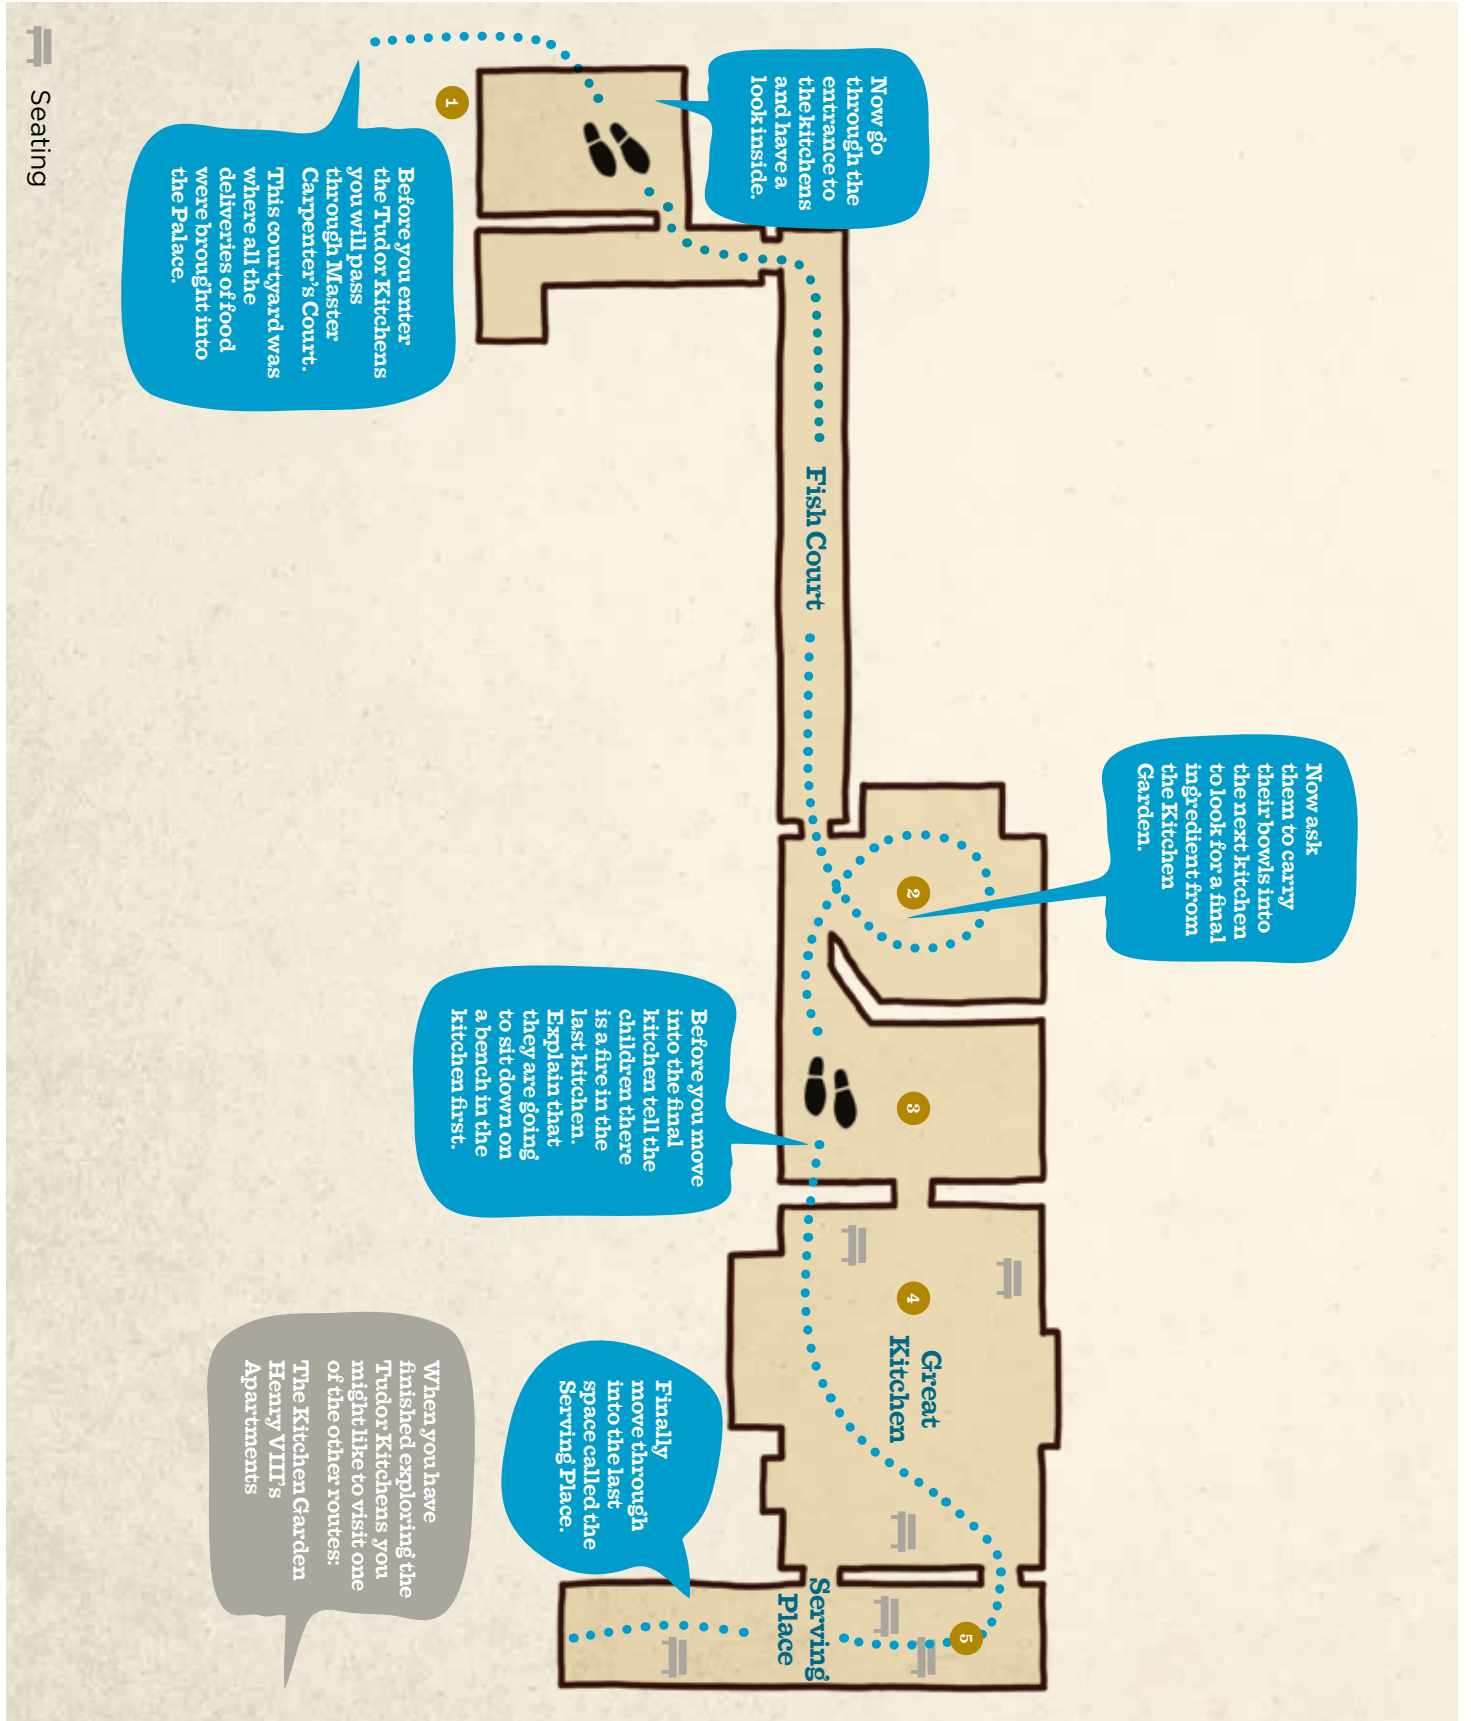 Seating
1
Before you enter
the Tudor Kitchens
you will pass
through Master
Carpenter's Court.
This courtyard was
where all the
deliveries of food
were brought into
the Palace.
Now go
through the
entrance to
the kitchens
and have a
look inside.
Fish Court
2
Now ask
them to carry
their bowls into
the next kitchen
to look for a final
ingredient from
the Kitchen
Garden.
3
Before you move
into the final
kitchen tell the
children there
is a fire in the
last kitchen.
Explain that
they are going
to sit down on
a bench in the
kitchen first.
4
Great
Kitchen
Finally
move through
into the last
space called the
Serving Place.
5
Serving
Place
When you have
finished exploring the
Tudor Kitchens you
might like to visit one
of the other routes:
The Kitchen Garden
Henry VIII's
Apartments